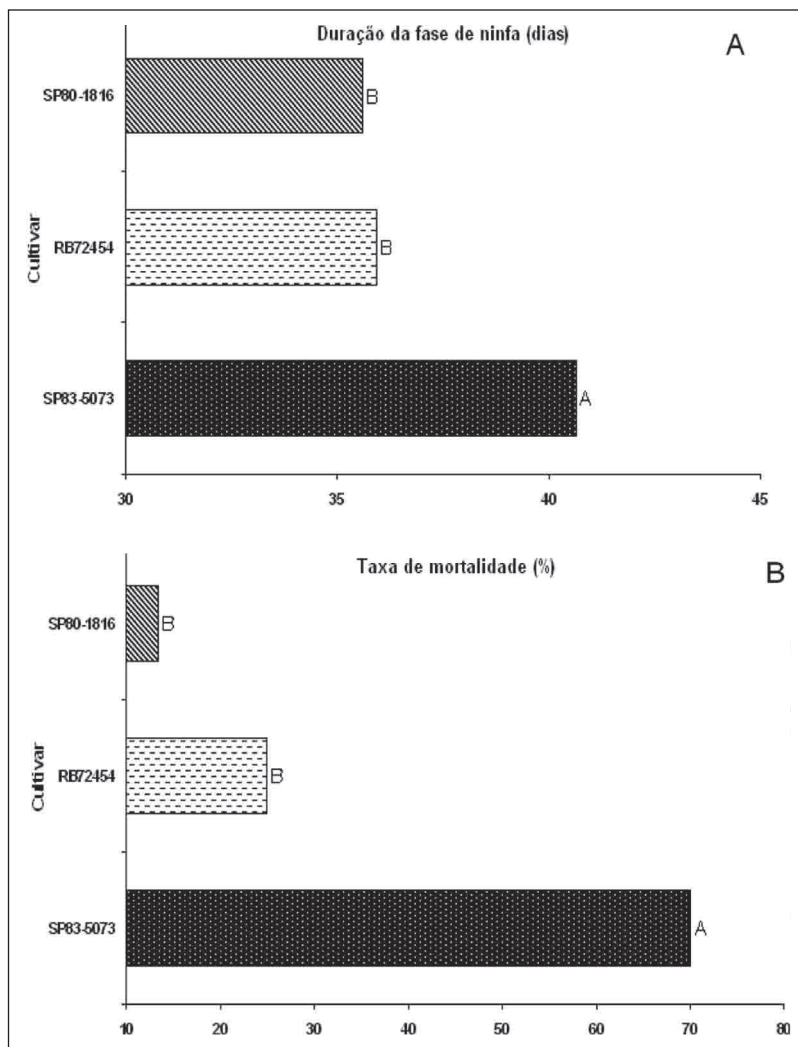 Duração da fase de ninfa (dias)
A
SP80-1816
B
Cultivar
RB72454
B
SP83-5073
A
30 35 40 45
Taxa de mortalidade (%)
B
SP80-1816
B
Cultivar
RB72454
B
SP83-5073
A
10 20 30 40 50 60 70 80